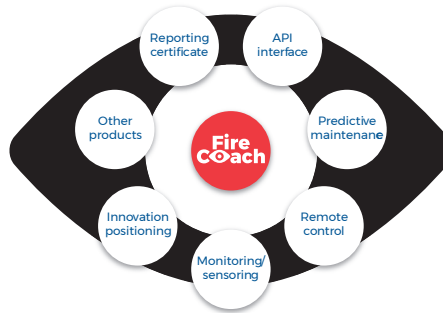 Reporting
certificate
API
interface
Other
products
Fire
Coach
Predictive
maintenane
Innovation
positioning
Remote
control
Monitoring/
sensoring